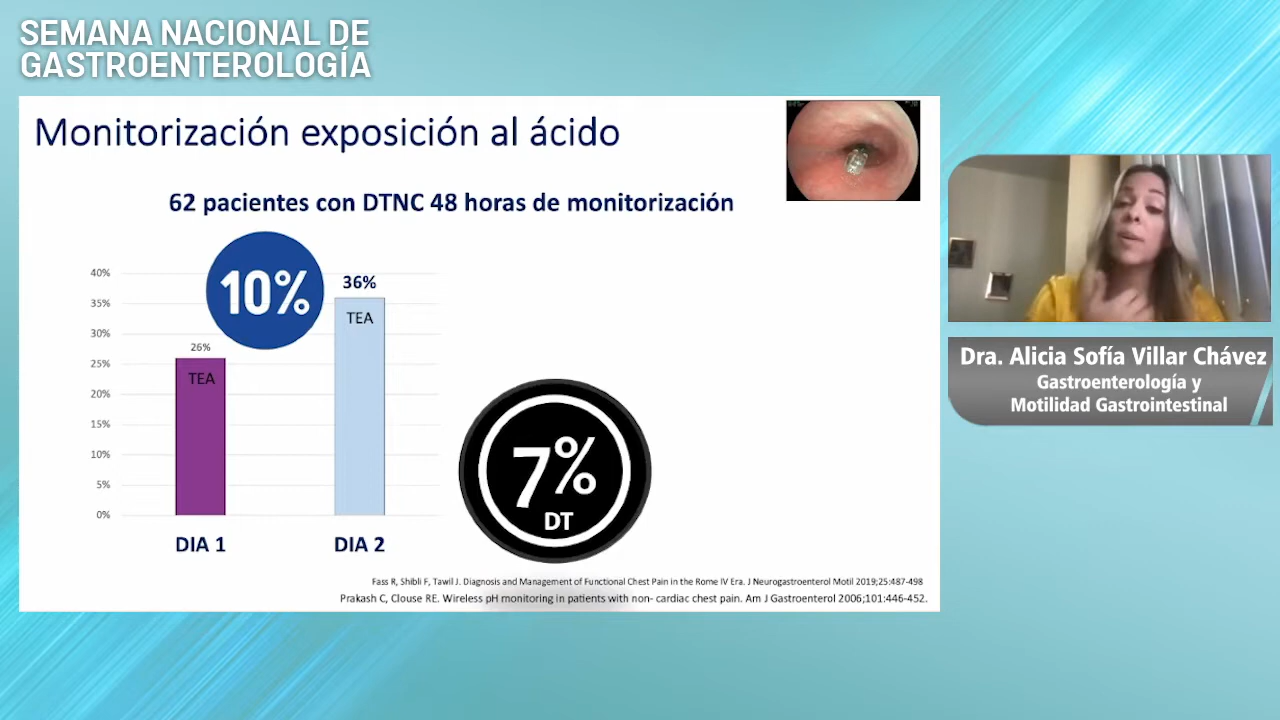 SEMANA NACIONAL DE
GASTROENTEROLOGÍA
Monitorización exposición al ácido
62 pacientes con DTNC 48 horas de monitorización
40%
35%
30%
25%
20%
15%
10%
5%
0%
10%
26%
TEA
36%
TEA
DIA 1
DIA 2
7%
DT
Fass R, Shibli F, Tawil J. Diagnosis and Management of Functional Chest Pain in the Rome IV Era. J Neurogastroenterol Motil 2019;25:487-498
Prakash C, Clouse RE. Wireless pH monitoring in patients with non- cardiac chest pain. Am J Gastroenterol 2006;101:446-452.
Dra. Alicia Sofía Villar Chávez
Gastroenterología y
Motilidad Gastrointestinal